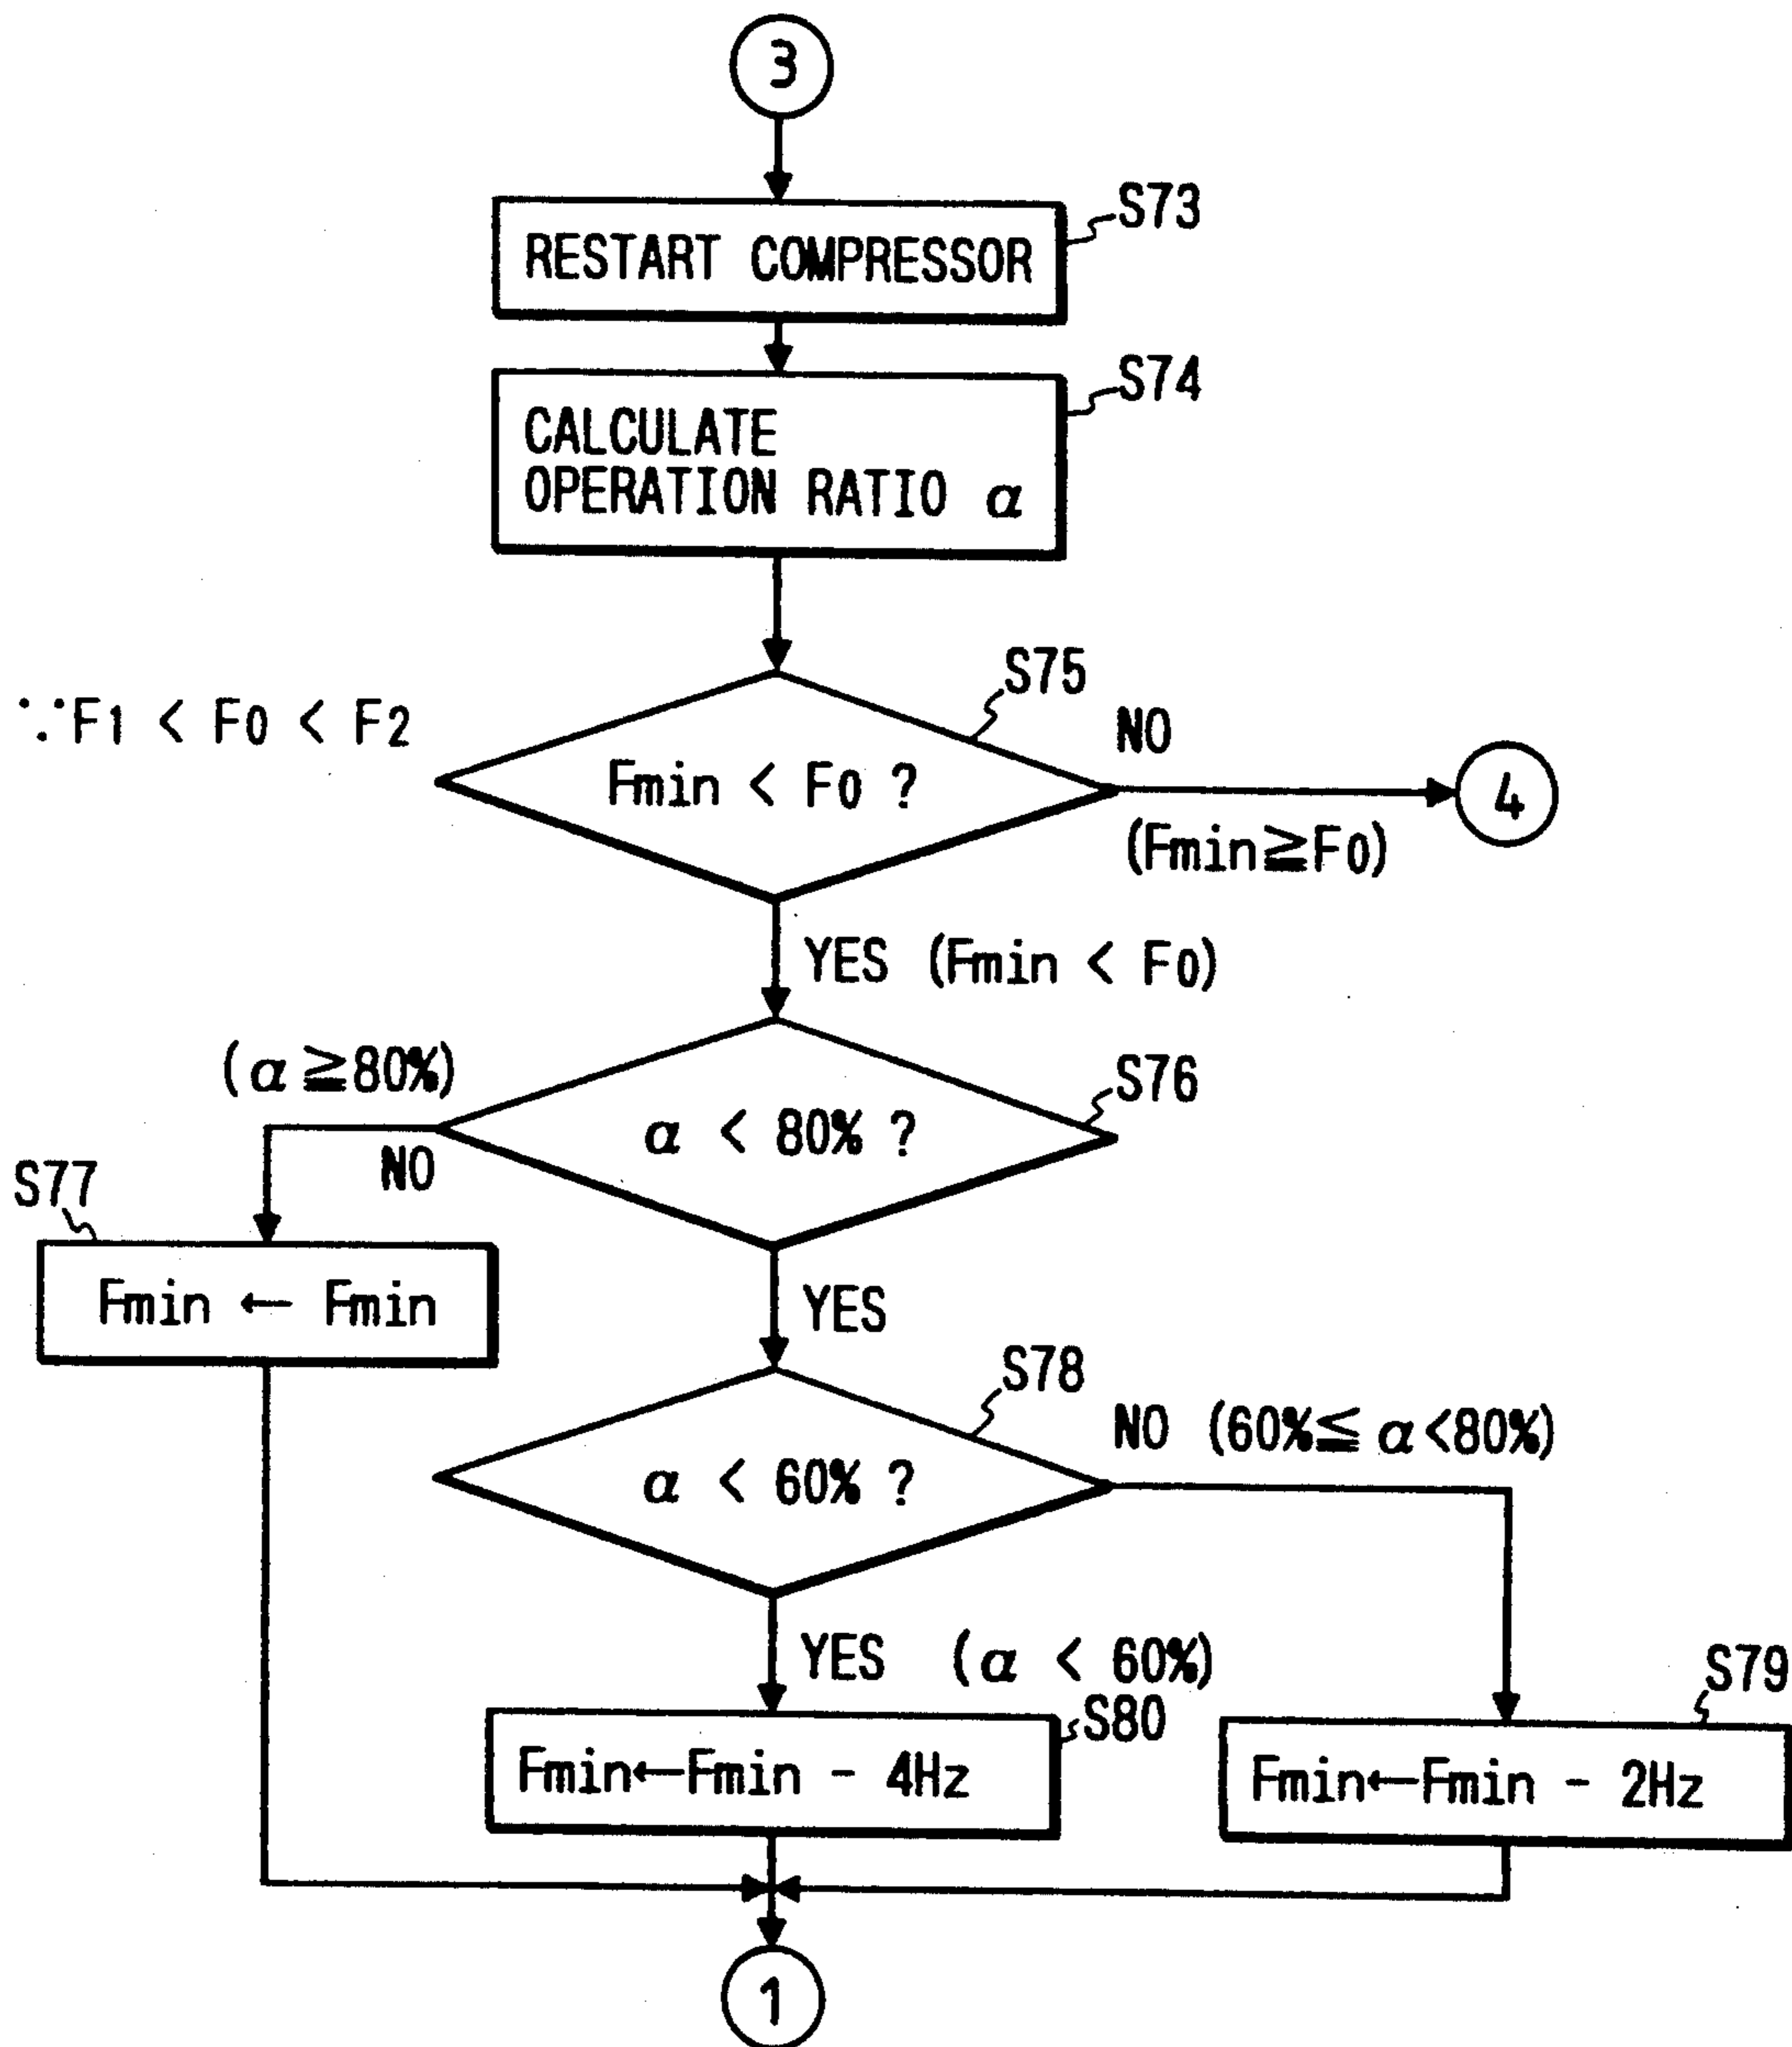 3
S73
RESTART COMPRESSOR
S74
CALCULATE
OPERATION RATIO α
S75
∵F1 < F0 < F2
NO
Fmin < F0 ?
4
(Fmin≧F0)
YES (Fmin < F0)
(α ≧80%)
S76
α < 80% ?
NO
S77
Fmin ← Fmin
YES
S78
NO (60%≦ α<80%)
α < 60% ?
YES (α < 60%)
S79
S80
Fmin←Fmin - 4Hz
Fmin←Fmin - 2Hz
1